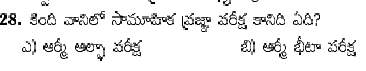 28. కింది వానిలో సామూహిక ప్రజ్ఞా పరీక్ష కానిది ఏది?
ఎ) ఆర్మీ ఆల్ఫా పరీక్ష బి) ఆర్మీ భీటా పరీక్ష